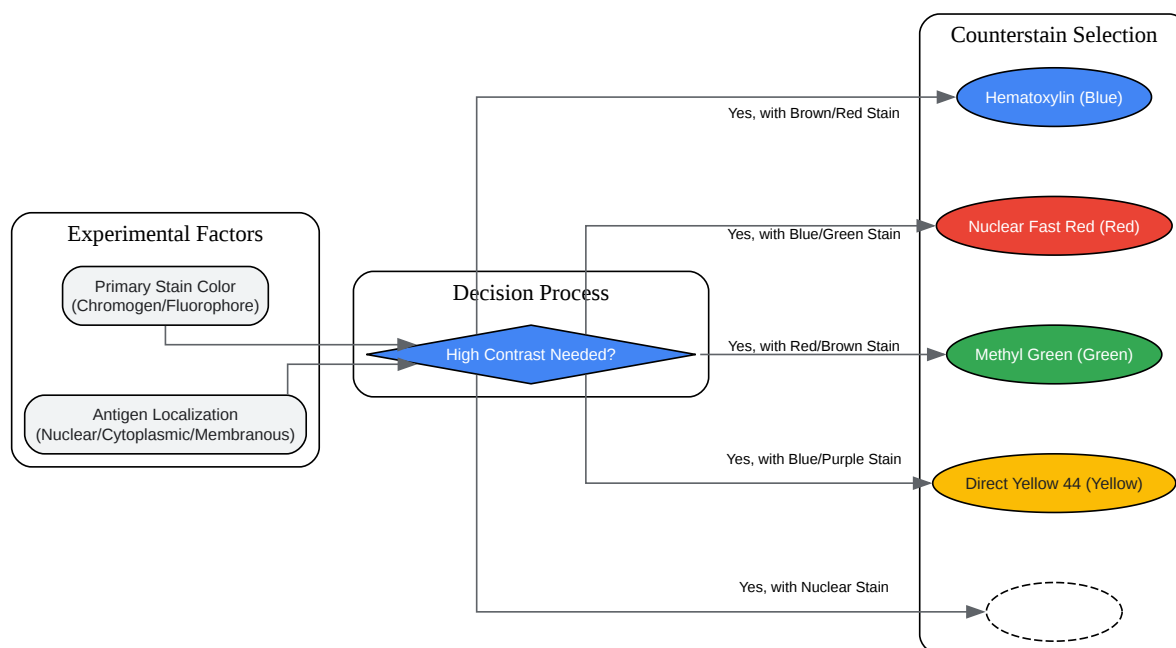 Experimental Factors
Primary Stain Color
(Chromogen/Fluorophore)
Antigen Localization
(Nuclear/Cytoplasmic/Membranous)
Decision Process
High Contrast Needed?
Yes, with Brown/Red Stain
Yes, with Blue/Green Stain
Yes, with Red/Brown Stain
Yes, with Blue/Purple Stain
Yes, with Nuclear Stain
Counterstain Selection
Hematoxylin (Blue)
Nuclear Fast Red (Red)
Methyl Green (Green)
Direct Yellow 44 (Yellow)